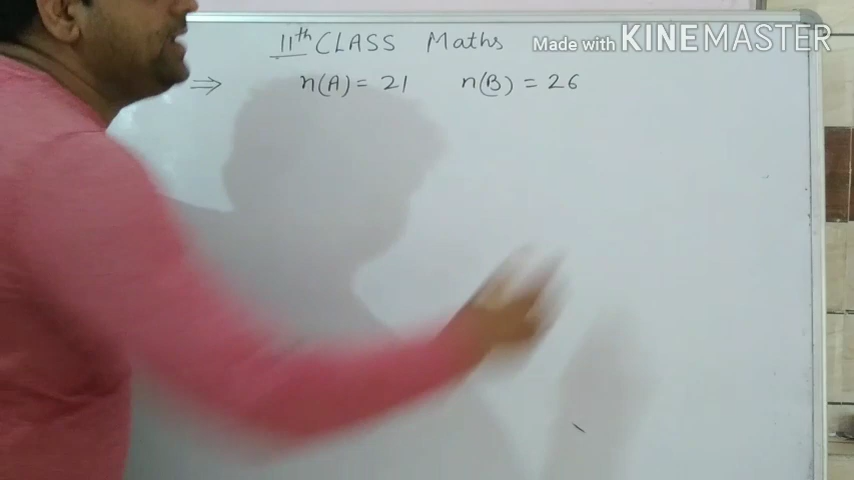 11th CLASS Maths
Made with KINEMASTER
⇒ n(A) = 21 n(B) = 26